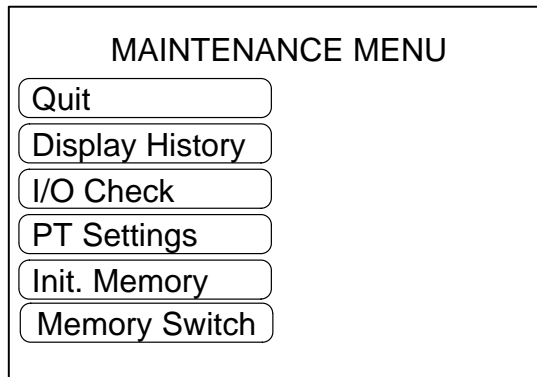 MAINTENANCE MENU
Quit
Display History
I/O Check
PT Settings
Init. Memory
Memory Switch